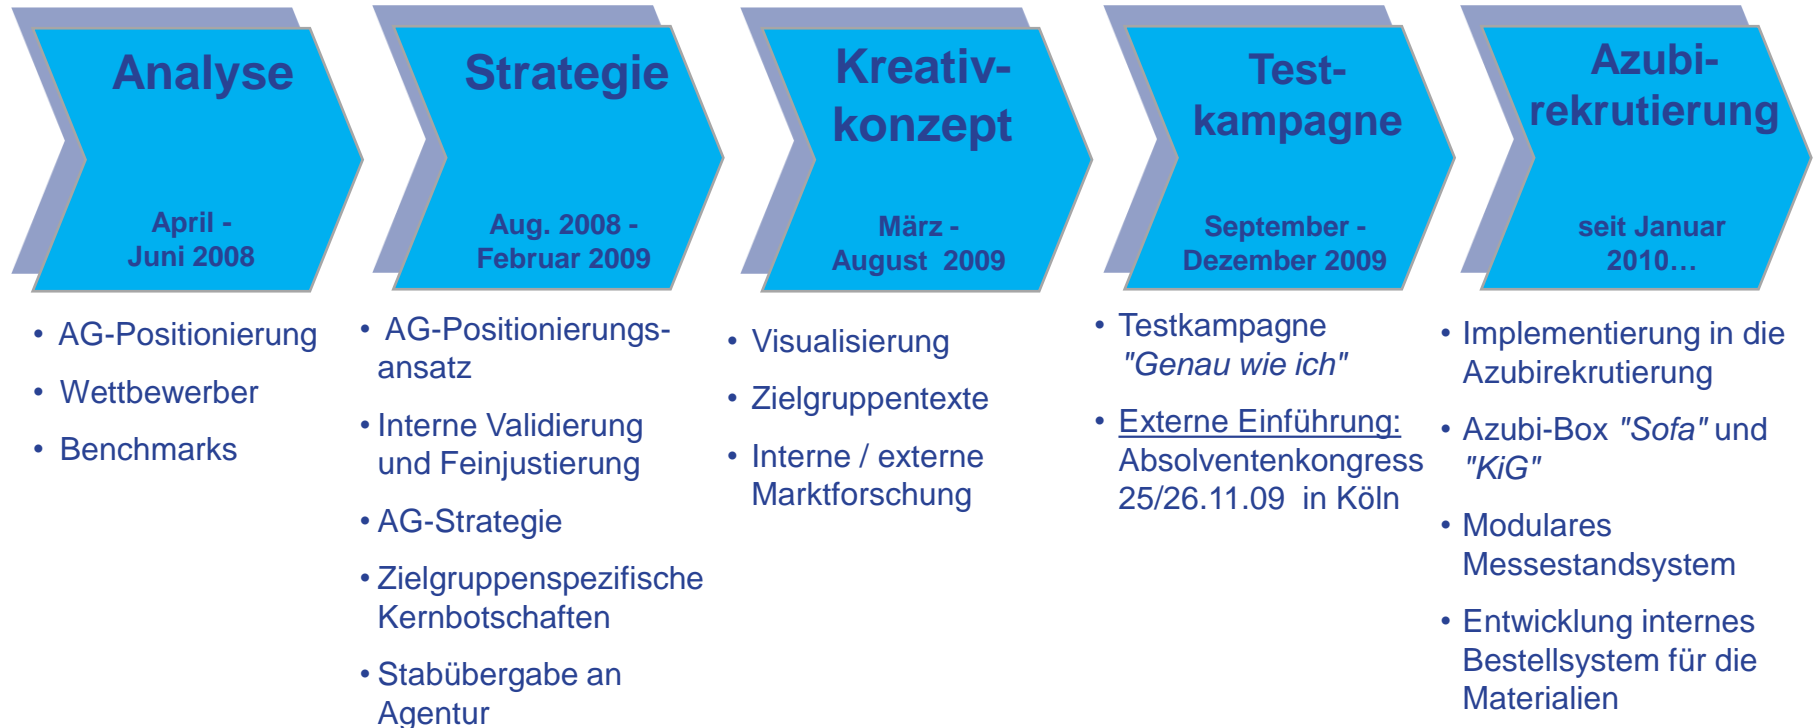 Analyse
April -
Juni 2008
• AG-Positionierung
• Wettbewerber
• Benchmarks
Strategie
Aug. 2008 -
Februar 2009
• AG-Positionierungs-
ansatz
• Interne Validierung
und Feinjustierung
• AG-Strategie
• Zielgruppenspezifische
Kernbotschaften
• Stabübergabe an
Agentur
Kreativ-
konzept
März -
August 2009
• Visualisierung
• Zielgruppentexte
• Interne / externe
Marktforschung
Test-
kampagne
September -
Dezember 2009
• Testkampagne
"Genau wie ich"
• Externe Einführung:
Absolventenkongress
25/26.11.09 in Köln
Azubi-
rekrutierung
seit Januar
2010…
• Implementierung in die
Azubirekrutierung
• Azubi-Box "Sofa" und
"KiG"
• Modulares
Messestandsystem
• Entwicklung internes
Bestellsystem für die
Materialien